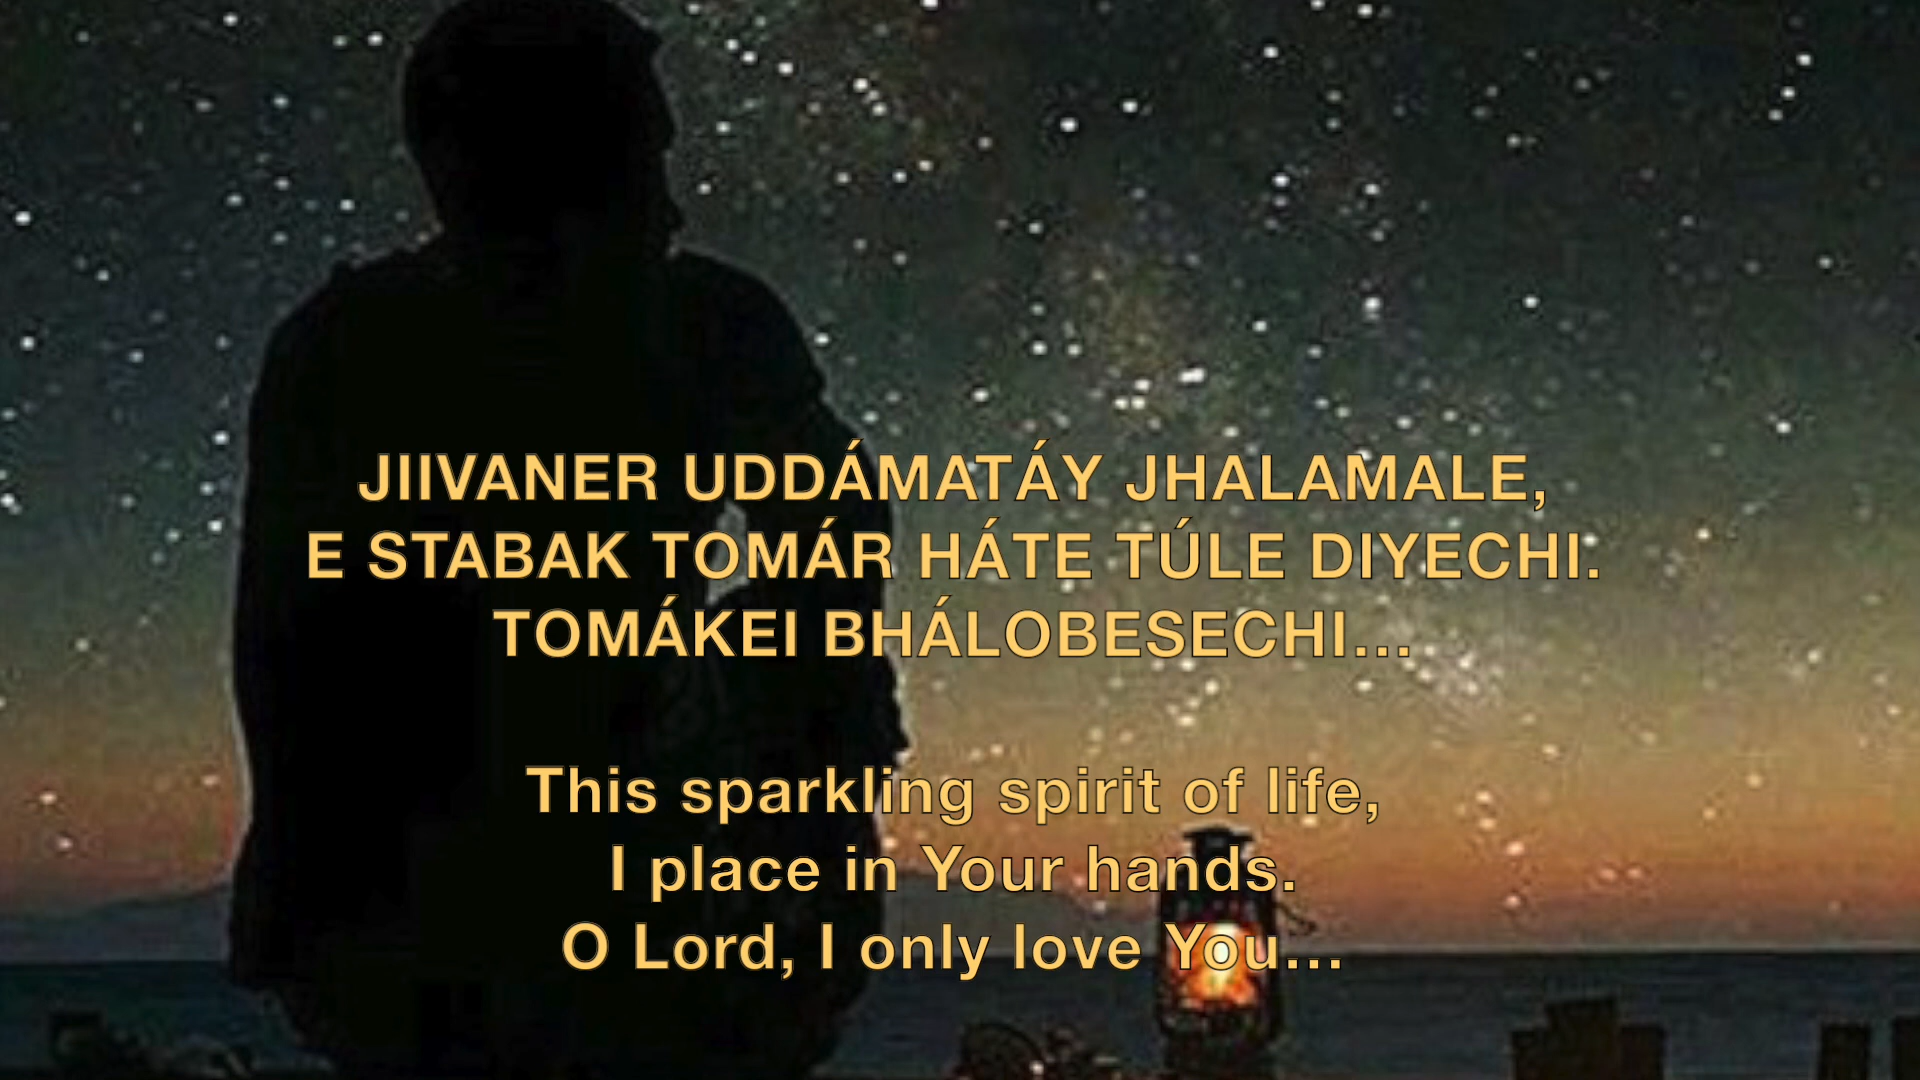 JIIVANER UDDÁMATÁY JHALAMALE,
E STABAK TOMÁR HÁTE TÚLE DIYECHI.
TOMÁKEI BHÁLOBESECHI...
This sparkling spirit of life,
I place in Your hands.
O Lord, I only love You...